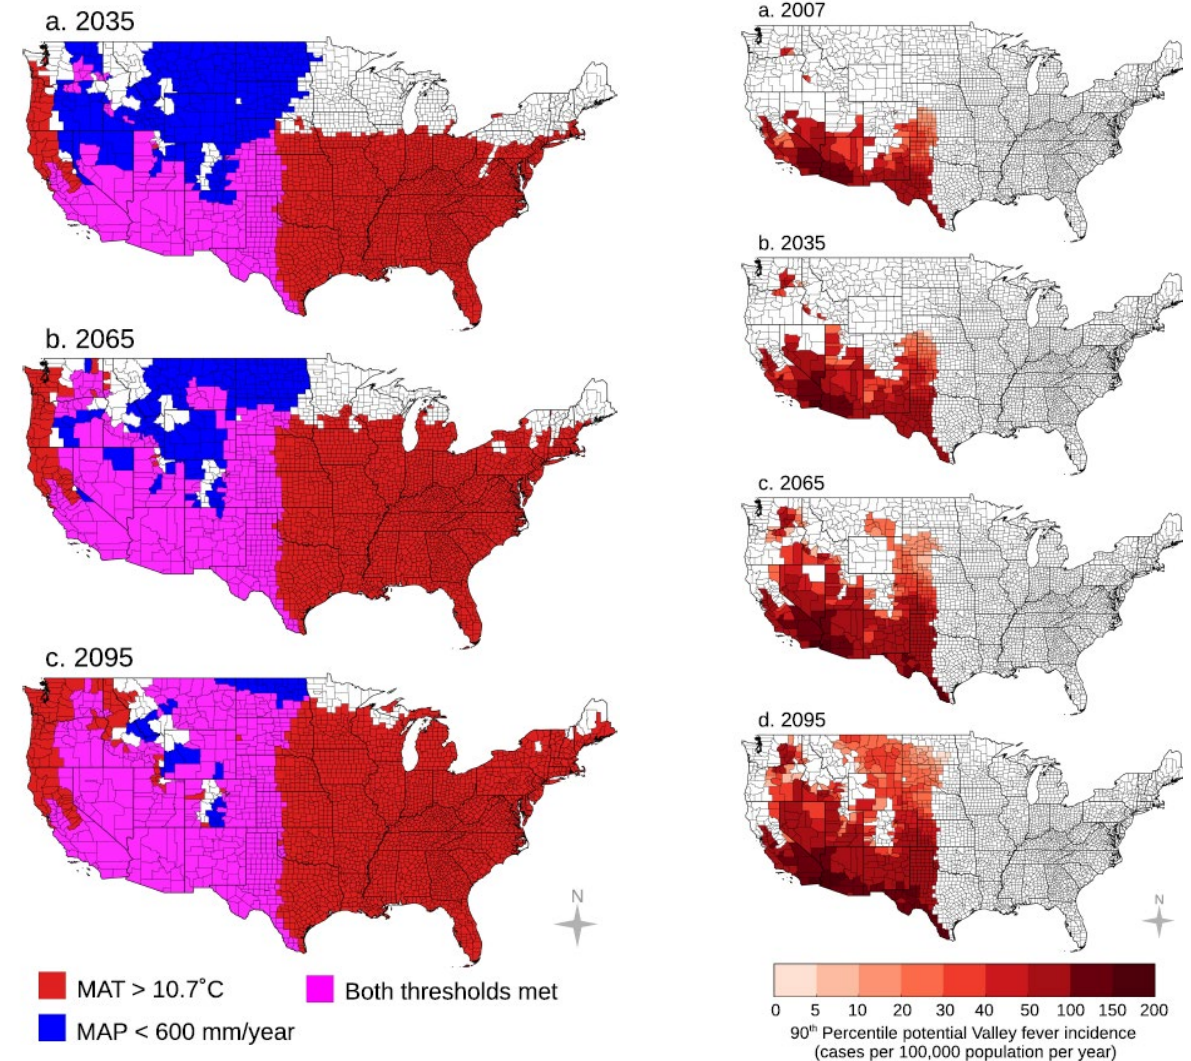 a. 2035
b. 2065
c. 2095
N
MAT > 10.7˚C
Both thresholds met
MAP < 600 mm/year
a. 2007
b. 2035
c. 2065
d. 2095
N
0 5 10 20 30 40 50 100 150 200
90th Percentile potential Valley fever incidence
(cases per 100,000 population per year)